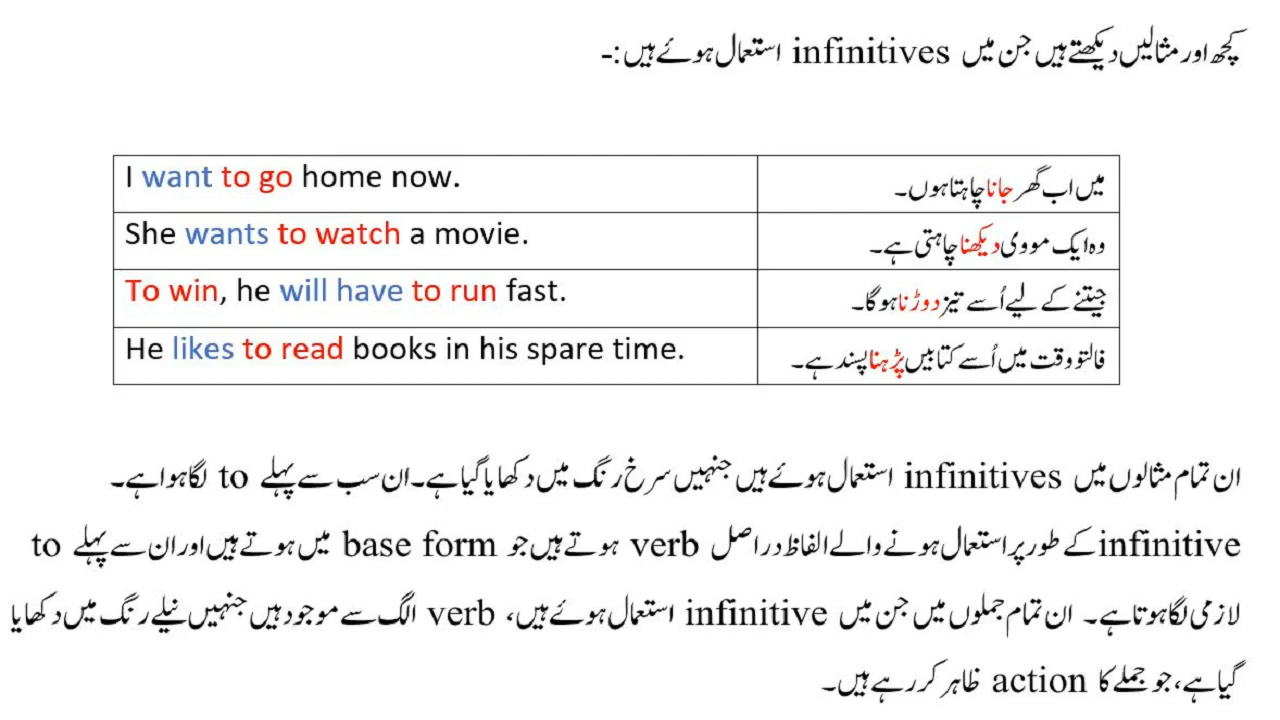 کچھ اور مثالیں دیکھتے ہیں جن میں infinitives استعمال ہوئے ہیں:-
I want to go home now.
میں اب گھر جانا چاہتا ہوں۔
She wants to watch a movie.
وہ ایک مووی دیکھنا چاہتی ہے۔
To win, he will have to run fast.
جیتنے کے لیے اُسے تیز دوڑنا ہو گا۔
He likes to read books in his spare time.
فالتو وقت میں اُسے کتابیں پڑہنا پسند ہے۔
ان تمام مثالوں میں infinitives استعمال ہوئے ہیں جنہیں سرخ رنگ میں دکھایا گیا ہے۔ ان سب سے پہلے to لگا ہوا ہے۔
infinitive کے طور پر استعمال ہونے والے الفاظ دراصل verb ہوتے ہیں جو base form میں ہوتے ہیں اور ان سے پہلے to
لازمی لگا ہوتا ہے۔ ان تمام جملوں میں جن میں infinitive استعمال ہوئے ہیں، verb الگ سے موجود ہیں جنہیں نیلے رنگ میں دکھایا
گیا ہے، جو جملے کا action ظاہر کر رہے ہیں۔